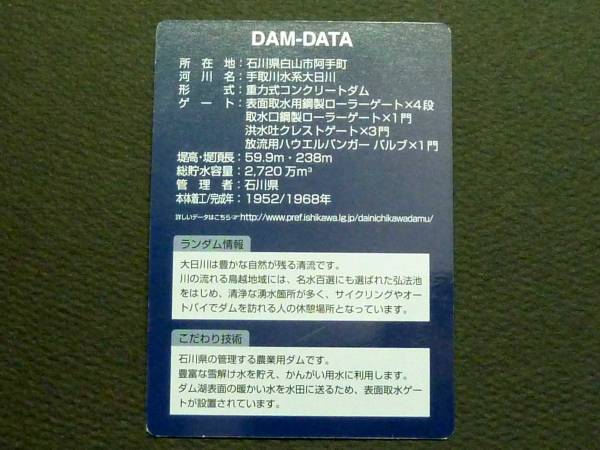 DAM-DATA
所在地：石川県白山市阿手町
河川名：手取川水系大日川
形式：重力式コンクリートダム
ゲート：表面取水用鋼製ローラーゲート×4段
取水口鋼製ローラーゲート×1門
洪水吐クレストゲート×3門
放流用ハウエルバンガー バルブ×1門
堤高・堤頂長：59.9m・238m
総貯水容量：2,720万m³
管理者：石川県
本体着工/完成年：1952/1968年
詳しいデータはこちら☞http://www.pref.ishikawa.lg.jp/dainichikawadamu/
ランダム情報
大日川は豊かな自然が残る清流です。
川の流れる鳥越地域には、名水百選にも選ばれた弘法池
をはじめ、清浄な湧水箇所が多く、サイクリングやオー
トバイでダムを訪れる人の休憩場所となっています。
こだわり技術
石川県の管理する農業用ダムです。
豊富な雪解け水を貯え、かんがい用水に利用します。
ダム湖表面の暖かい水を水田に送るため、表面取水ゲー
トが設置されています。